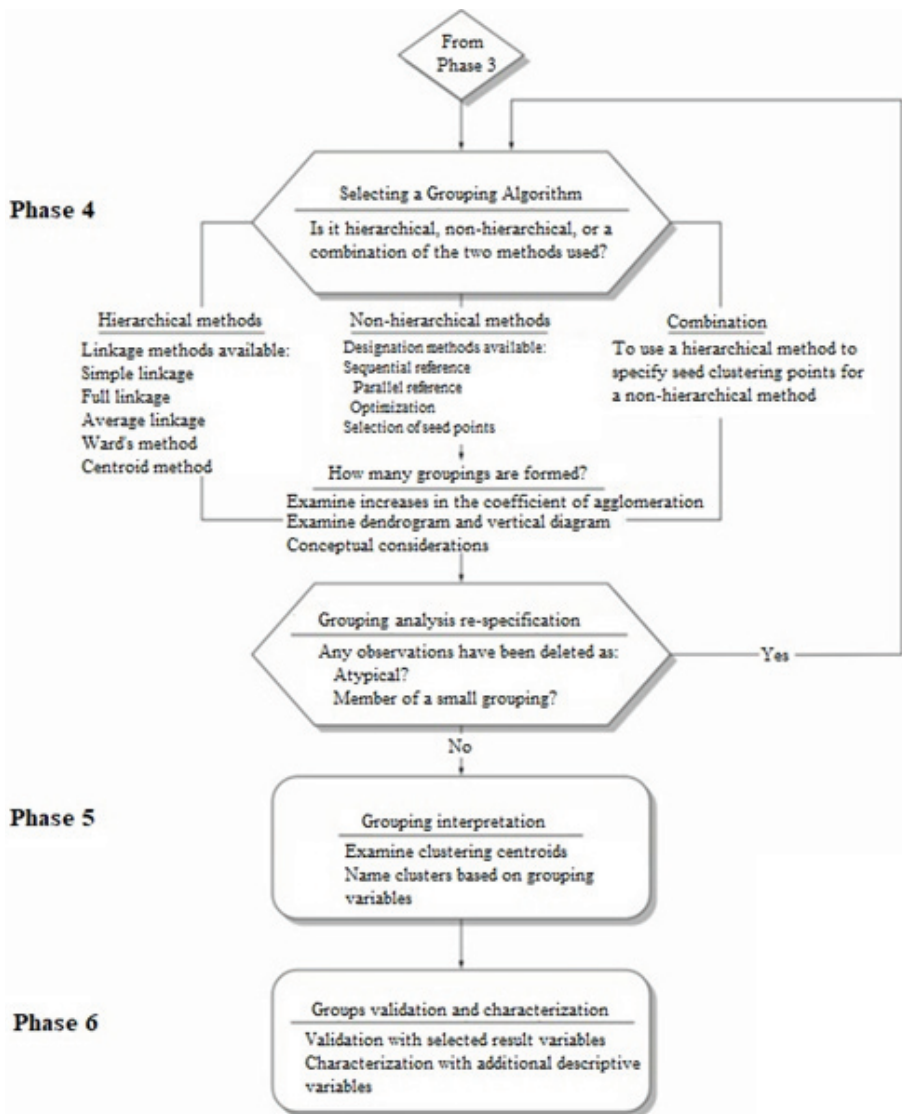 From
Phase 3
Phase 4
Selecting a Grouping Algorithm
Is it hierarchical, non-hierarchical, or a
combination of the two methods used?
Hierarchical methods
Linkage methods available:
Simple linkage
Full linkage
Average linkage
Ward's method
Centroid method
Non-hierarchical methods
Designation methods available:
Sequential reference
Parallel reference
Optimization
Selection of seed points
Combination
To use a hierarchical method to
specify seed clustering points for
a non-hierarchical method
How many groupings are formed?
Examine increases in the coefficient of agglomeration
Examine dendrogram and vertical diagram
Conceptual considerations
Grouping analysis re-specification
Any observations have been deleted as:
Atypical?
Member of a small grouping?
Yes
No
Phase 5
Grouping interpretation
Examine clustering centroids
Name clusters based on grouping
variables
Phase 6
Groups validation and characterization
Validation with selected result variables
Characterization with additional descriptive
variables